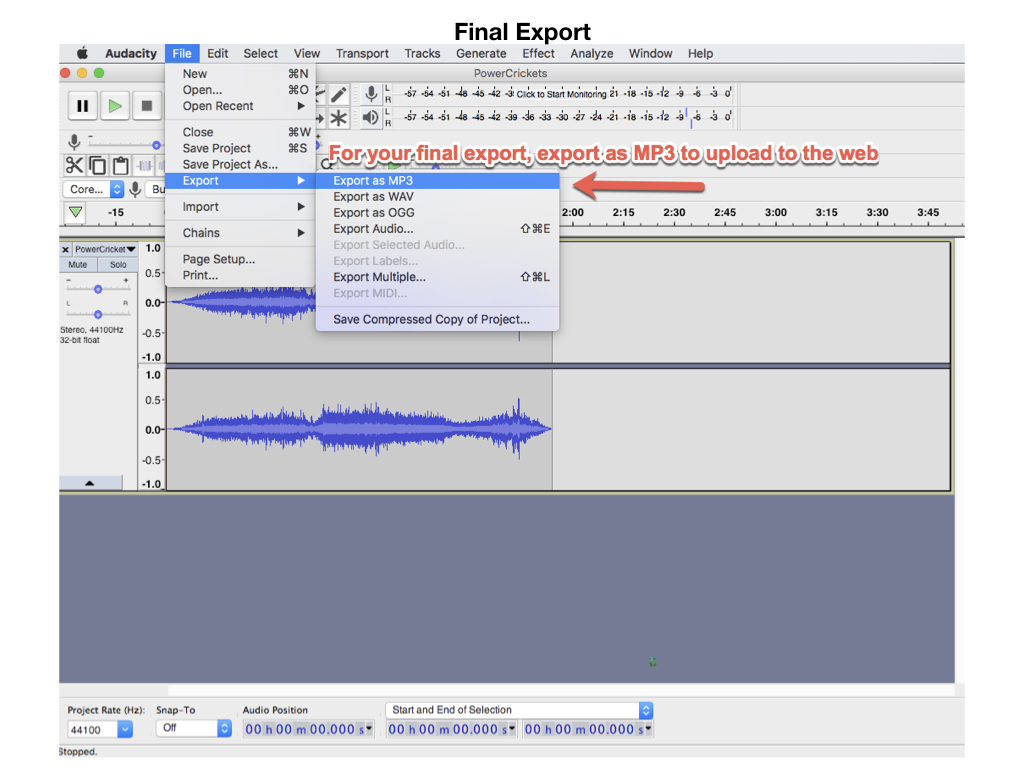 Final Export
Audacity File Edit Select View Transport Tracks Generate Effect Analyze Window Help
PowerCrickets
New ⌘N
Open... ⌘O
Open Recent ▶
Close ⌘W
Save Project ⌘S
Save Project As...
Export ▶
Import ▶
Chains ▶
Page Setup...
Print...
L
R
-57 -54 -51 -48 -45 -42 -3 Click to Start Monitoring 21 -18 -15 -12 -9 -6 -3 0
L
R
-57 -54 -51 -48 -45 -42 -39 -36 -33 -30 -27 -24 -21 -18 -15 -12 -9 -6 -3 0
For your final export, export as MP3 to upload to the web
Core... Bu
Export as MP3
Export as WAV
Export as OGG
Export Audio... ⇧⌘E
Export Selected Audio...
Export Labels...
Export Multiple... ⇧⌘L
Export MIDI...
Save Compressed Copy of Project...
-15 2:00 2:15 2:30 2:45 3:00 3:15 3:30 3:45
PowerCricket
Mute Solo
- +
L R
Stereo, 44100Hz
32-bit float
1.0
0.5
0.0
-0.5
-1.0
1.0
0.5
0.0
-0.5
-1.0
Project Rate (Hz): Snap-To Audio Position Start and End of Selection
44100 Off 00 h 00 m 00.000 s 00 h 00 m 00.000 s 00 h 00 m 00.000 s
Stopped.